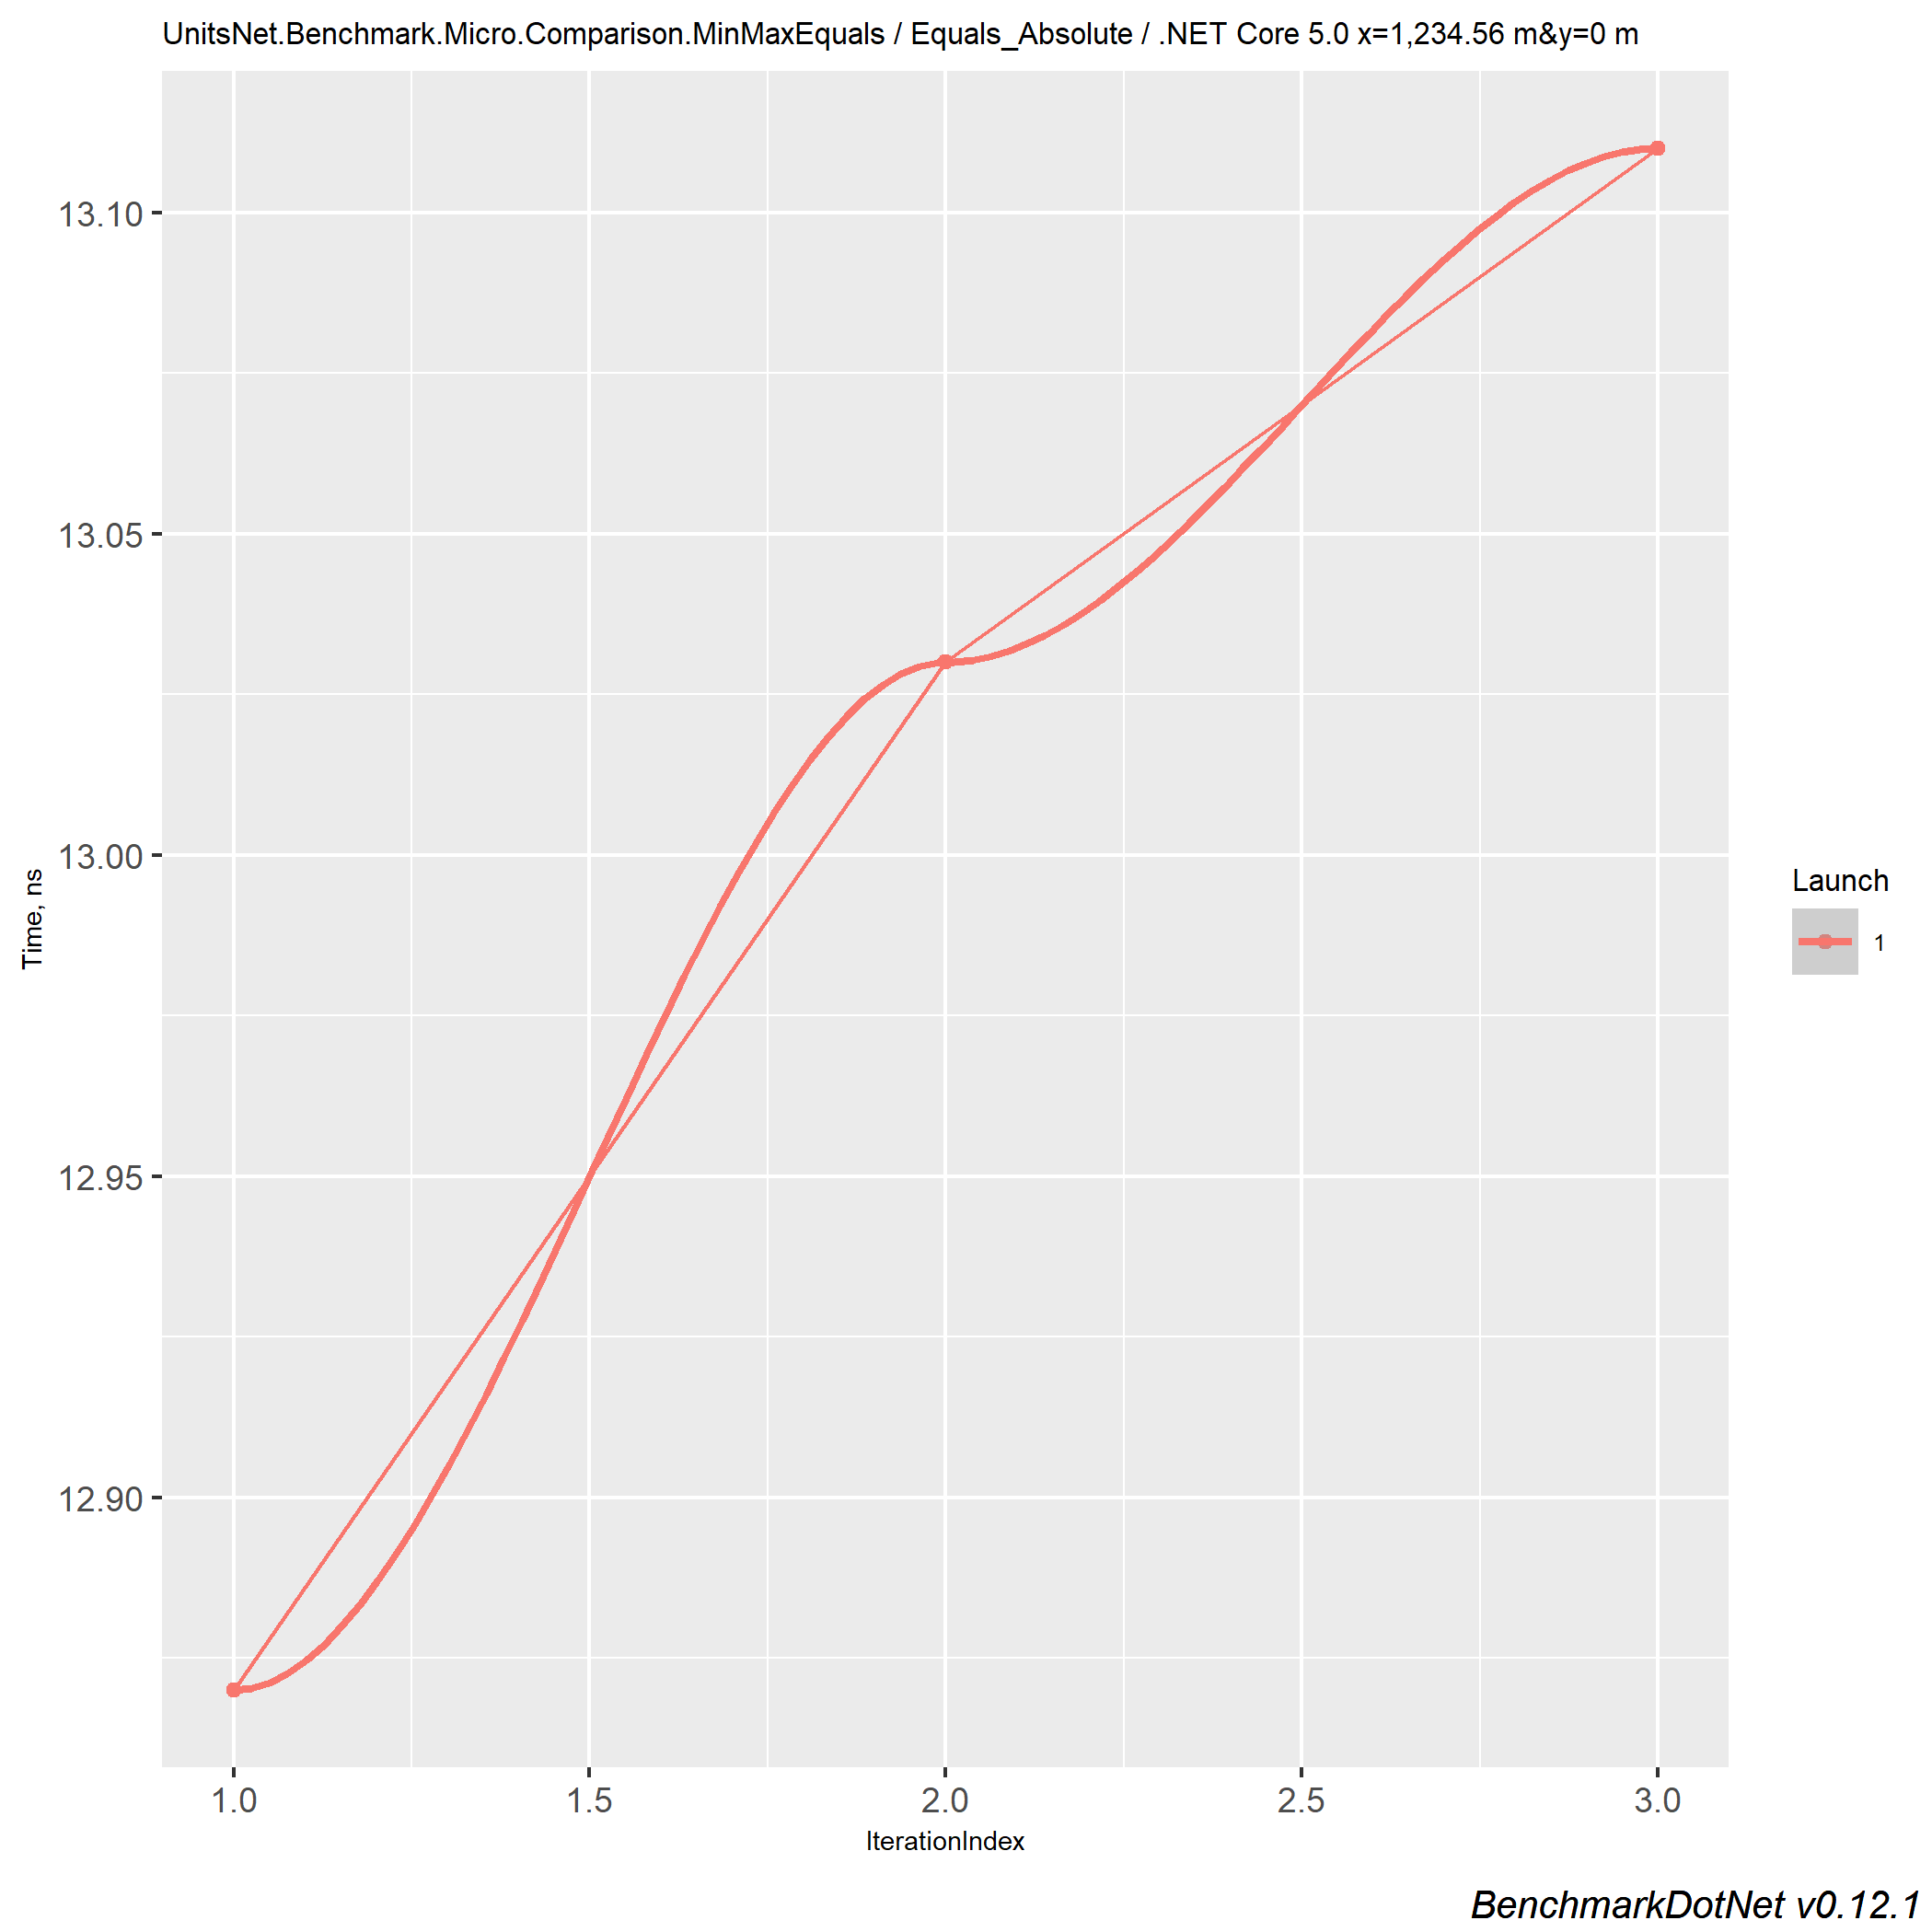 UnitsNet.Benchmark.Micro.Comparison.MinMaxEquals / Equals_Absolute / .NET Core 5.0 x=1,234.56 m&y=0 m
13.10
13.05
13.00
12.95
12.90
Time, ns
1.0 1.5 2.0 2.5 3.0
IterationIndex
Launch
1
BenchmarkDotNet v0.12.1